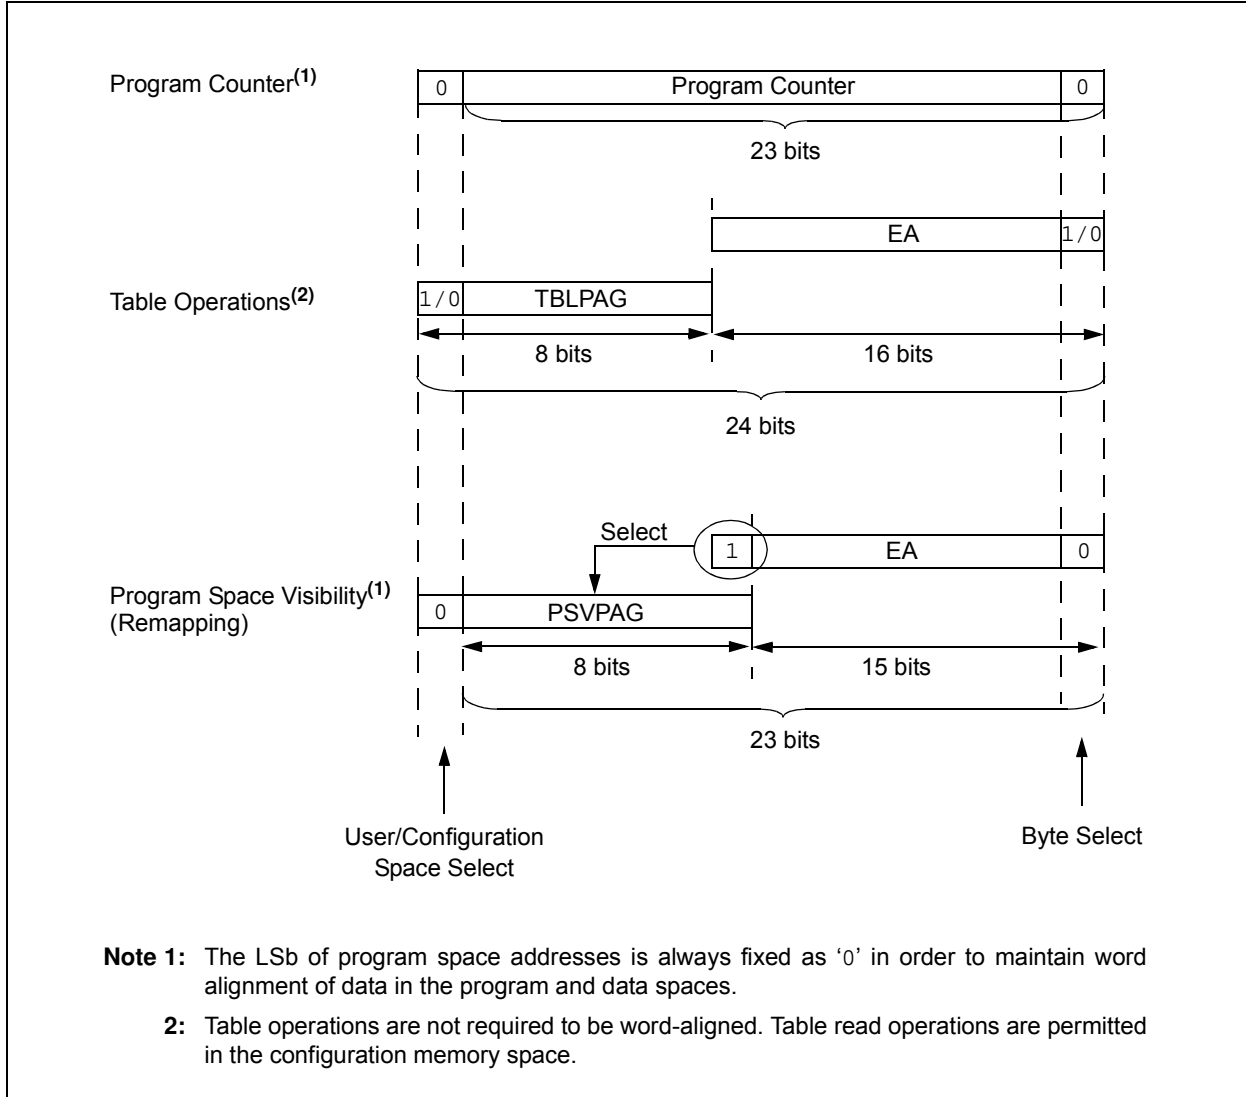 Program Counter(1)
0 Program Counter 0
23 bits
EA 1/0
Table Operations(2)
1/0 TBLPAG
8 bits 16 bits
24 bits
Select
1 EA 0
Program Space Visibility(1)
(Remapping)
0 PSVPAG
8 bits 15 bits
23 bits
User/Configuration
Space Select
Byte Select
Note 1: The LSb of program space addresses is always fixed as ‘0’ in order to maintain word
alignment of data in the program and data spaces.
2: Table operations are not required to be word-aligned. Table read operations are permitted
in the configuration memory space.